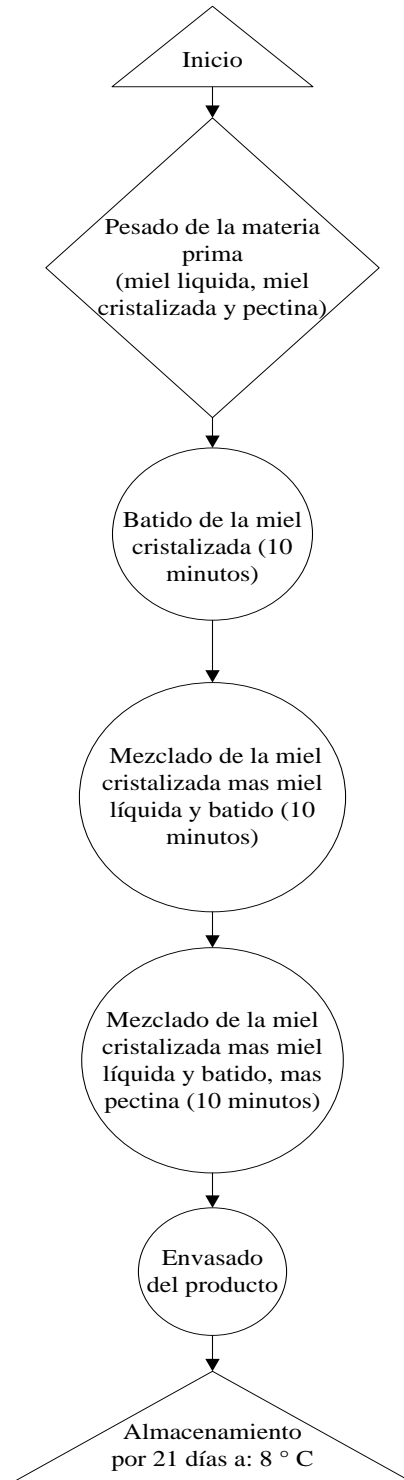 Inicio
Pesado de la materia
prima
(miel liquida, miel
cristalizada y pectina)
Batido de la miel
cristalizada (10
minutos)
Mezclado de la miel
cristalizada mas miel
líquida y batido (10
minutos)
Mezclado de la miel
cristalizada mas miel
líquida y batido, mas
pectina (10 minutos)
Envasado
del producto
Almacenamiento
por 21 días a: 8 ° C